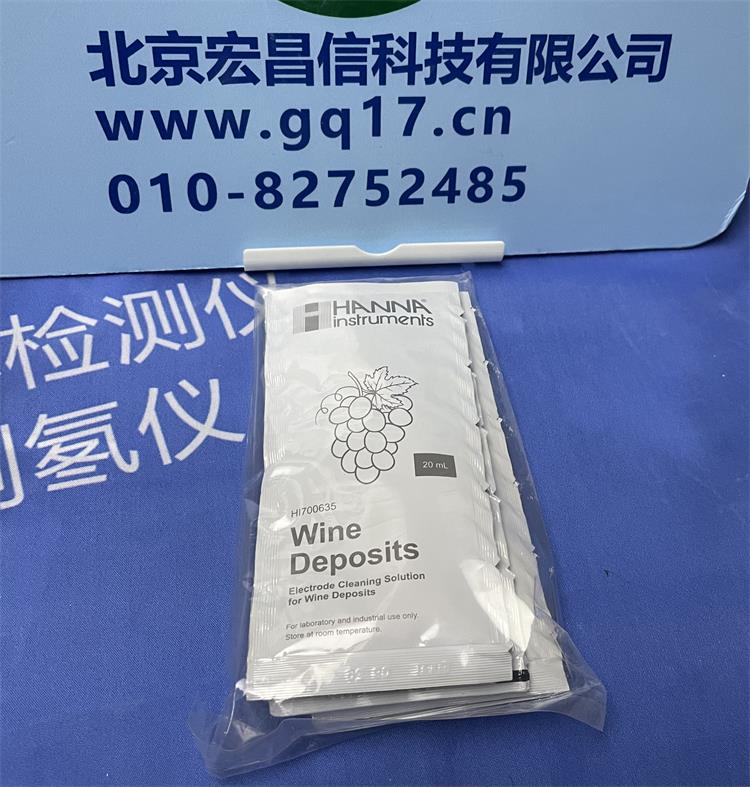 北京宏昌信科技有限公司
www.gq17.cn
010-82752485
检测仪
氢仪
HANNA
instruments
20 mL
HI700635
Wine
Deposits
Electrode Cleaning Solution
for Wine Deposits
For laboratory and industrial use only.
Store at room temperature.